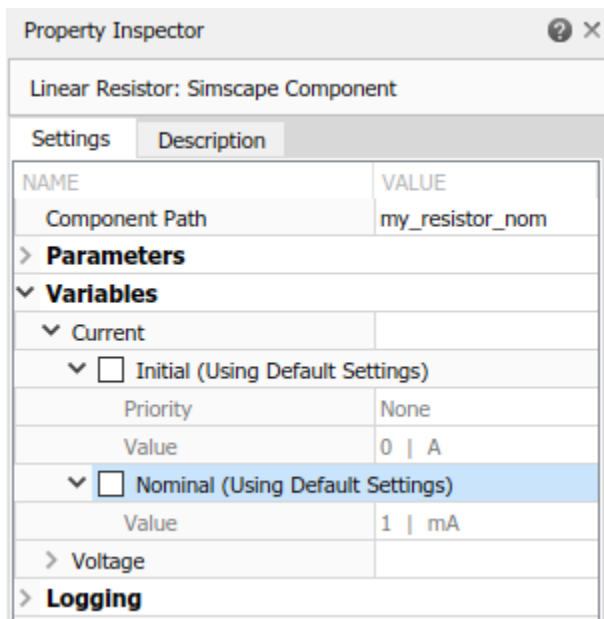 Property Inspector
Linear Resistor: Simscape Component
Settings Description
NAME VALUE
Component Path my_resistor_nom
Parameters
Variables
Current
Initial (Using Default Settings)
Priority None
Value 0 | A
Nominal (Using Default Settings)
Value 1 | mA
Voltage
Logging